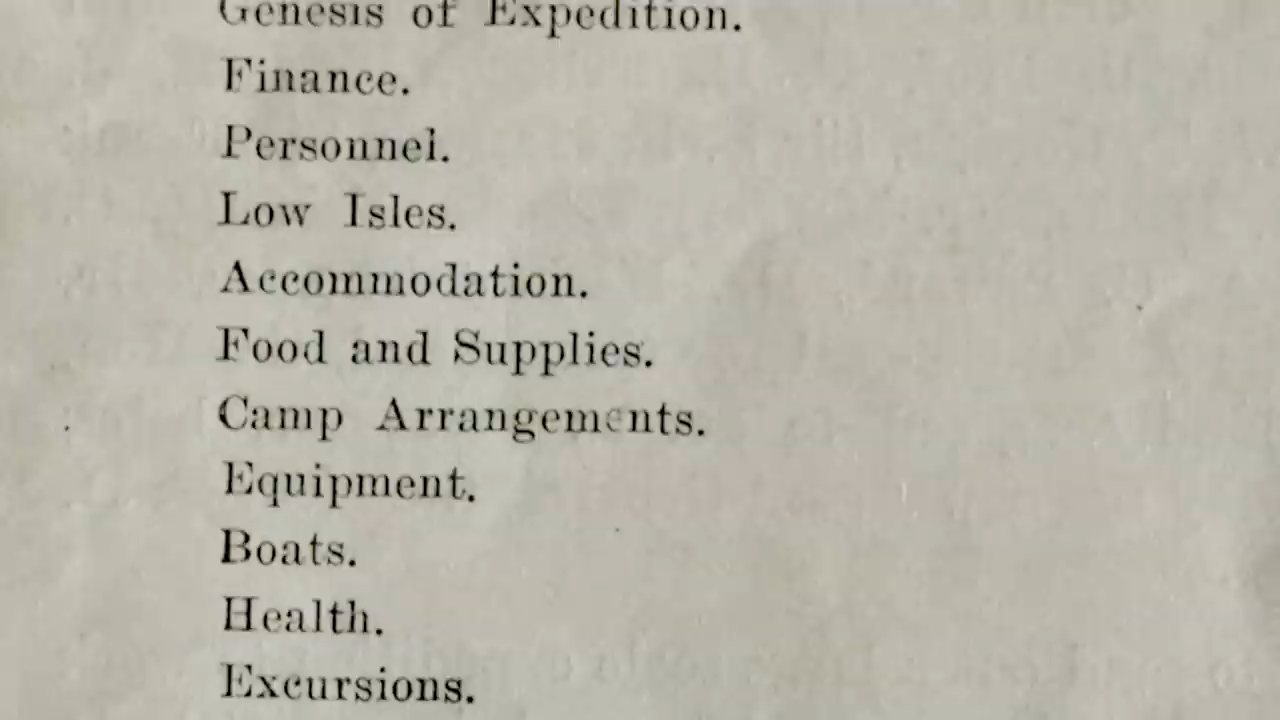 Genesis of Expedition.
Finance.
Personnel.
Low Isles.
Accommodation.
Food and Supplies.
Camp Arrangements.
Equipment.
Boats.
Health.
Excursions.